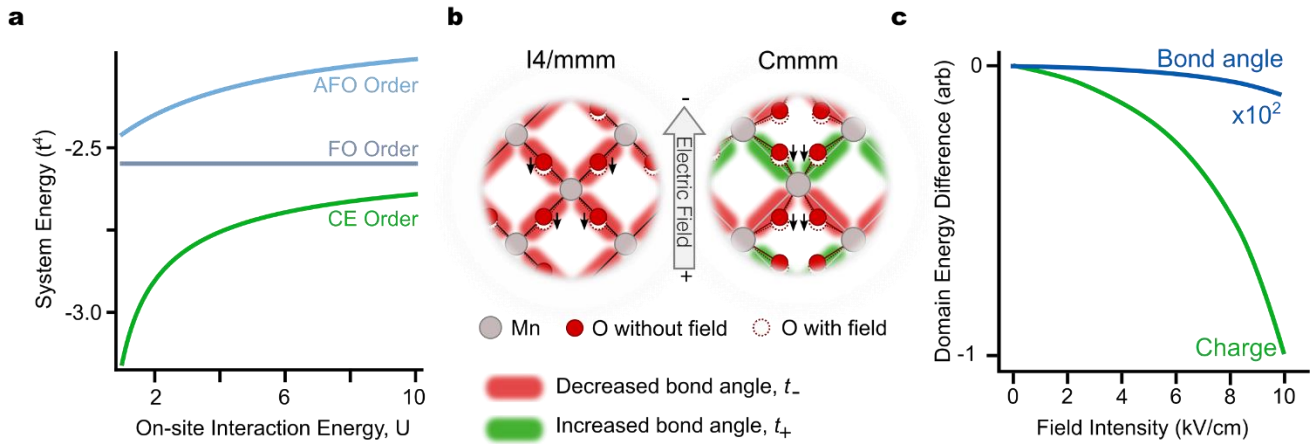 a
System Energy (t⁴)
-2.5
-3.0
AFO Order
FO Order
CE Order
2
6
10
On-site Interaction Energy, U
b
I4/mmm
Cmmm
-
Electric Field
+
Mn
O without field
O with field
Decreased bond angle, t₋
Increased bond angle, t₊
c
Domain Energy Difference (arb)
0
-1
Bond angle
x10²
Charge
0
2
4
6
8
10
Field Intensity (kV/cm)